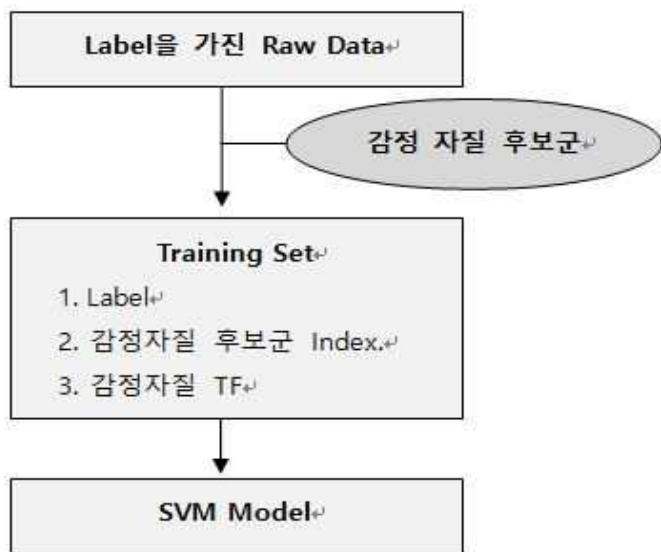 Label을 가진 Raw Data↵
감정 자질 후보군↵
Training Set↵
1. Label↵
2. 감정자질 후보군 Index.↵
3. 감정자질 TF↵
SVM Model↵